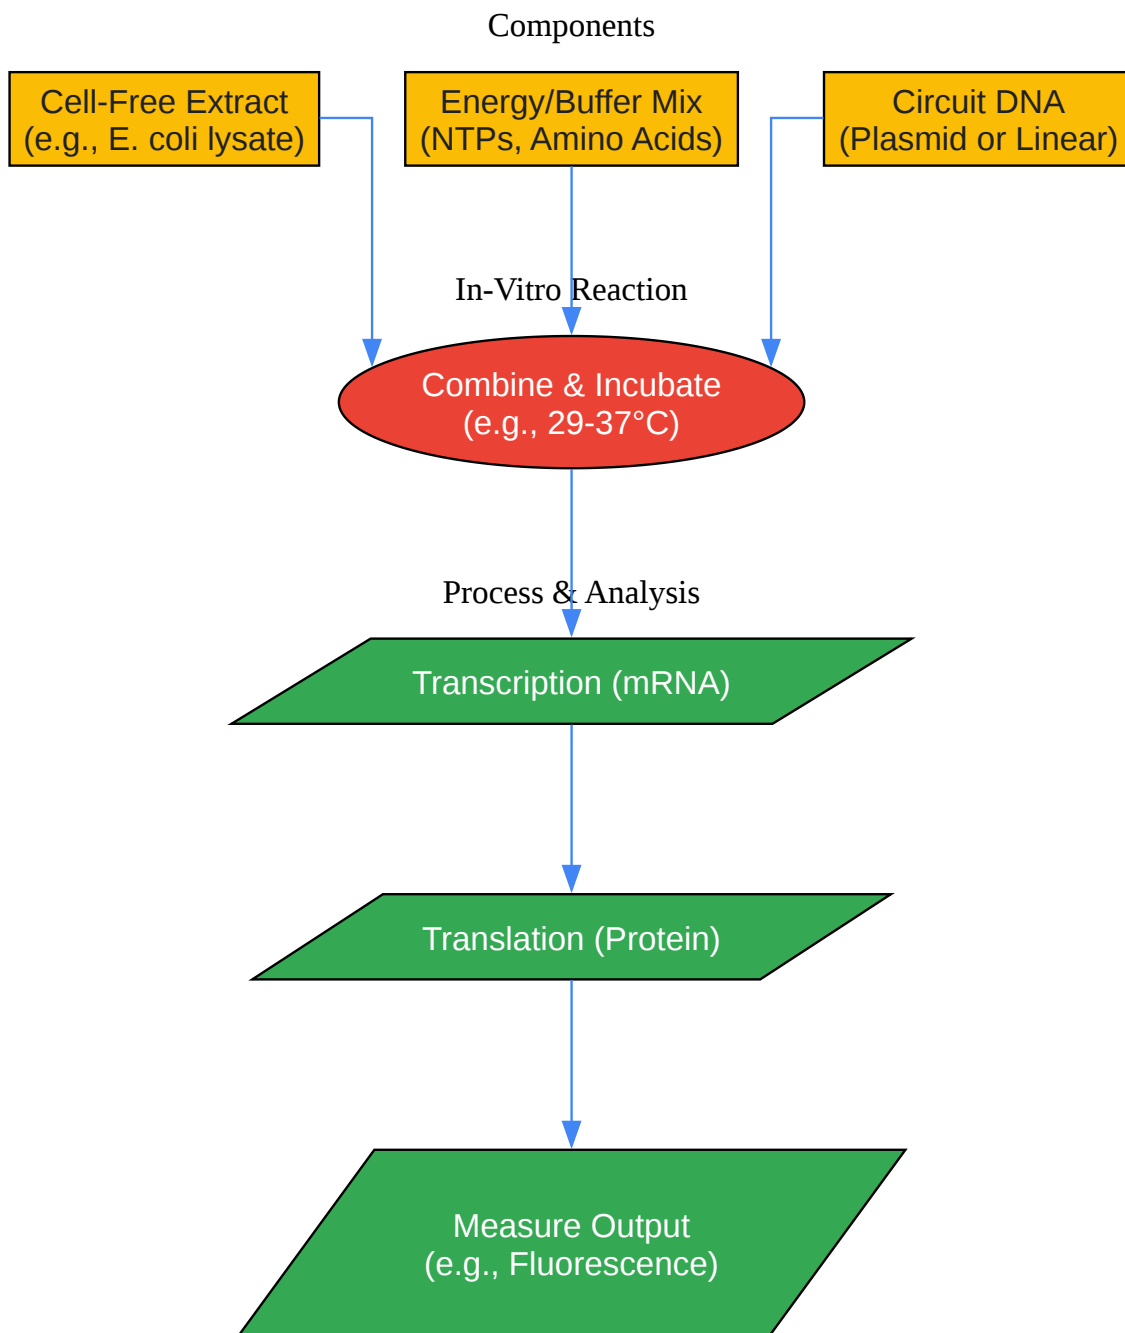 Components
Cell-Free Extract
(e.g., E. coli lysate)
Energy/Buffer Mix
(NTPs, Amino Acids)
Circuit DNA
(Plasmid or Linear)
In-Vitro Reaction
Combine & Incubate
(e.g., 29-37°C)
Process & Analysis
Transcription (mRNA)
Translation (Protein)
Measure Output
(e.g., Fluorescence)